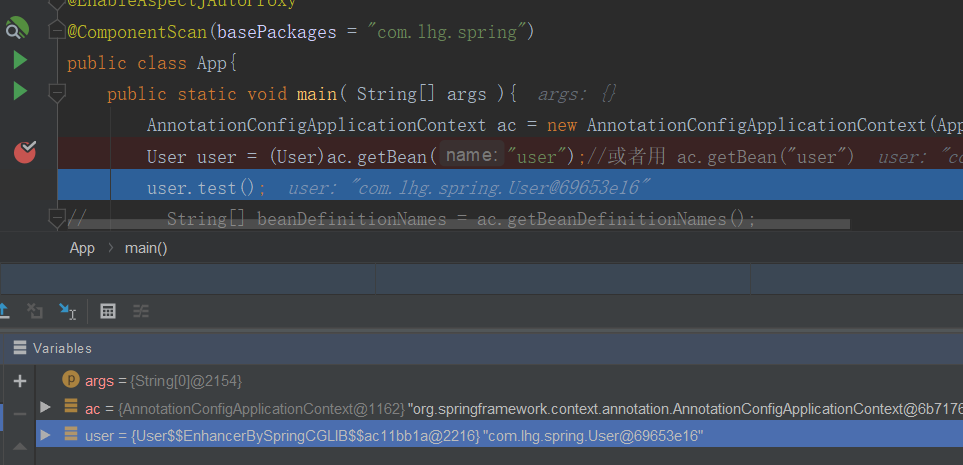 @EnableAspectjAutoProxy
@ComponentScan(basePackages = "com.lhg.spring")
public class App{
public static void main( String[] args ){ args: {}
AnnotationConfigApplicationContext ac = new AnnotationConfigApplicationContext(App
User user = (User)ac.getBean( name: "user");//或者用 ac.getBean("user") user: "co
user.test(); user: "com.lhg.spring.User@69653e16"
// String[] beanDefinitionNames = ac.getBeanDefinitionNames();
App > main()
Variables
args = {String[0]@2154}
ac = {AnnotationConfigApplicationContext@1162} "org.springframework.context.annotation.AnnotationConfigApplicationContext@6b7176
user = {User$$EnhancerBySpringCGLIB$$ac11bb1a@2216} "com.lhg.spring.User@69653e16"